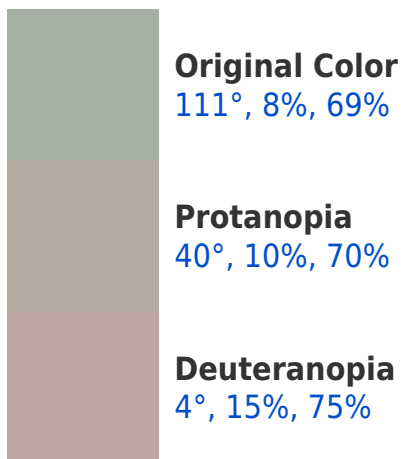 Original Color
111°, 8%, 69%
Protanopia
40°, 10%, 70%
Deuteranopia
4°, 15%, 75%